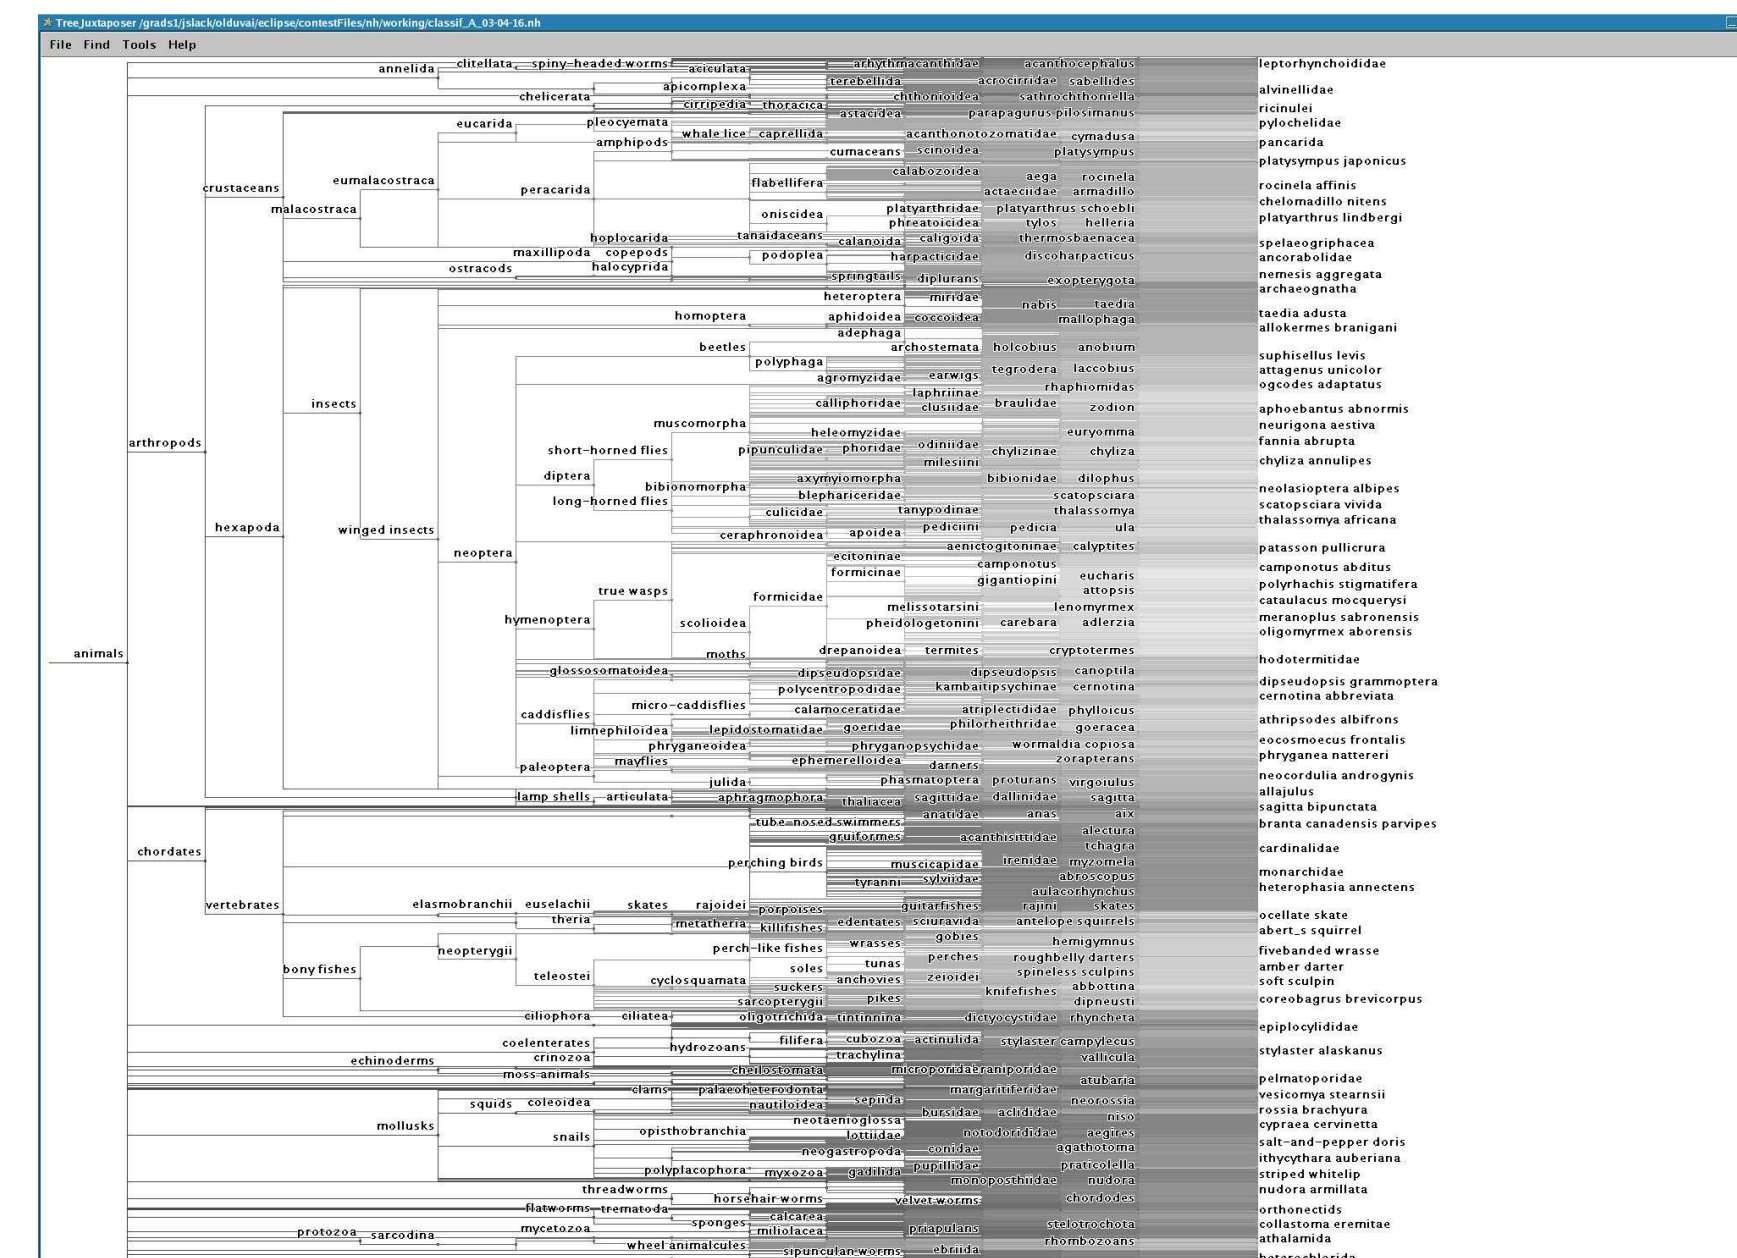 TreeJuxtaposer /grads1/jslack/olduvai/eclipse/contestFiles/nh/working/classif_A_03-04-16.nh
File Find Tools Help
annelida clitellata spiny-headed worms aciculata arhythmacanthidae acanthocephalus leptorhynchoididae
apicomplexa terebellida acrocirridae sabellides alvinellidae
chelicerata cirripedia thoracica chthonioidea sathrochthoniella ricinulei
astacidea parapagurus pilosimanus
eucarida pleocyemata pylochelidae
whale lice caprellida acanthonotozomatidae cymadusa
amphipods pancarida
cumaceans scinoidea platysympus
platysympus japonicus
crustaceans eumalacostraca peracarida flabellifera calabozoidea aega rocinela rocinela affinis
actaeciidae armadillo
chelomadillo nitens
malacostraca oniscidea platyarthridae platyarthrus schoebli platyarthrus lindbergi
phreatoicidea tylos helleria
hoplocarida tanaidaceans calanoida caligoida thermosbaenacea spelaeogriphacea
maxillipoda copepods podoplea harpacticidae discoharpacticus ancorabolidae
ostracods halocyprida springtails diplurans exopterygota nemesis aggregata
archaeognatha
heteroptera miridae nabis taedia
homoptera aphidoidea coccoidea mallophaga taedia adusta
allokermes branigani
adephaga
beetles archostemata holcobius anobium
polyphaga suphisellus levis
agromyzidae earwigs tegrodera laccobius attagenus unicolor
laphriinae rhaphiomidas ogcodes adaptatus
insects calliphoridae clusiidae braulidae zodion aphoebantus abnormis
muscomorpha heleomyzidae euryomma neurigona aestiva
arthropods short-horned flies pipunculidae phoridae odiniidae chylizinae chyliza fannia abrupta
milesiini chyliza annulipes
diptera axymyiomorpha bibionidae dilophus
bibionomorpha neolasioptera albipes
long-horned flies blephariceridae scatopsciara scatopsciara vivida
culicidae tanypodinae thalassomya thalassomya africana
hexapoda winged insects ceraphronoidea apoidea pediciini pedicia ula
neoptera aenictogitoninae calyptites patasson pullicrura
ecitoninae camponotus camponotus abditus
formicinae gigantiopini eucharis polyrhachis stigmatifera
true wasps formicidae attopsis cataulacus mocquerysi
melissotarsini lenomyrmex
hymenoptera scolioidea pheidologetonini carebara adlerzia meranoplus sabronensis
oligomyrmex aborensis
animals moths drepanoidea termites cryptotermes hodotermitidae
glossosomatoidea dipseudopsidae dipseudopsis canoptila
dipseudopsis grammoptera
polycentropodidae kambaitipsychinae cernotina cernotina abbreviata
micro-caddisflies calamoceratidae atriplectididae phylloicus
caddisflies athripsodes albifrons
limnephiloidea lepidostomatidae goeridae philorheithridae goeracea
phryganeoidea phryganopsychidae wormaldia copiosa eocosmoecus frontalis
paleoptera mayflies ephemerelloidea darners zorapterans phryganea nattereri
julida phasmatoptera proturans virgoiulus neocordulia androgynis
lamp shells articulata aphragmophora thaliacea sagittidae dallinidae sagitta allajulus
sagitta bipunctata
tube-nosed swimmers anatidae anas aix branta canadensis parvipes
gruiformes acanthisittidae alectura
chordates tchagra cardinalidae
perching birds muscicapidae irenidae myzomela
tyranni sylviidae abroscopus monarchidae
aulacorhynchus heterophasia annectens
vertebrates elasmobranchii euselachii skates rajoidei porpoises guitarfishes rajini skates
theria metatheria killifishes edentates sciuravida antelope squirrels ocellate skate
abert_s squirrel
neopterygii perch-like fishes wrasses gobies hemigymnus fivebanded wrasse
bony fishes teleostei soles tunas perches roughbelly darters amber darter
cyclosquamata anchovies zeioidei spineless sculpins soft sculpin
suckers knifefishes abbottina
sarcopterygii pikes dipneusti coreobagrus brevicorpus
ciliophora ciliatea oligotrichida tintinnina dictyocystidae rhyncheta epiplocylididae
coelenterates hydrozoans filifera cubozoa actinulida stylaster campylecus
echinoderms crinozoa trachylina vallicula stylaster alaskanus
moss animals cheilostomata atubaria pelmatoporidae
clams palaeoheterodonta margaritiferidae vesicomya stearnsii
squids coleoidea nautiloidea sepiida bursidae aclididae neorossia rossia brachyura
neotaenioglossa niso cypraea cervinetta
mollusks snails opisthobranchia lottiidae notodorididae aegires salt-and-pepper doris
neogastropoda conidae agathotoma ithycythara auberiana
polyplacophora myxozoa gadilida pupillidae praticolella striped whitelip
threadworms monoposthiidae nudora nudora armillata
horsehair worms velvet worms chordodes
flatworms trematoda calcarea orthonectids
protozoa sarcodina mycetozoa sponges miliolacea priapulans stelotrochota collastoma eremitae
wheel animalcules sipunculan worms ebriida rhombozoans athalamida